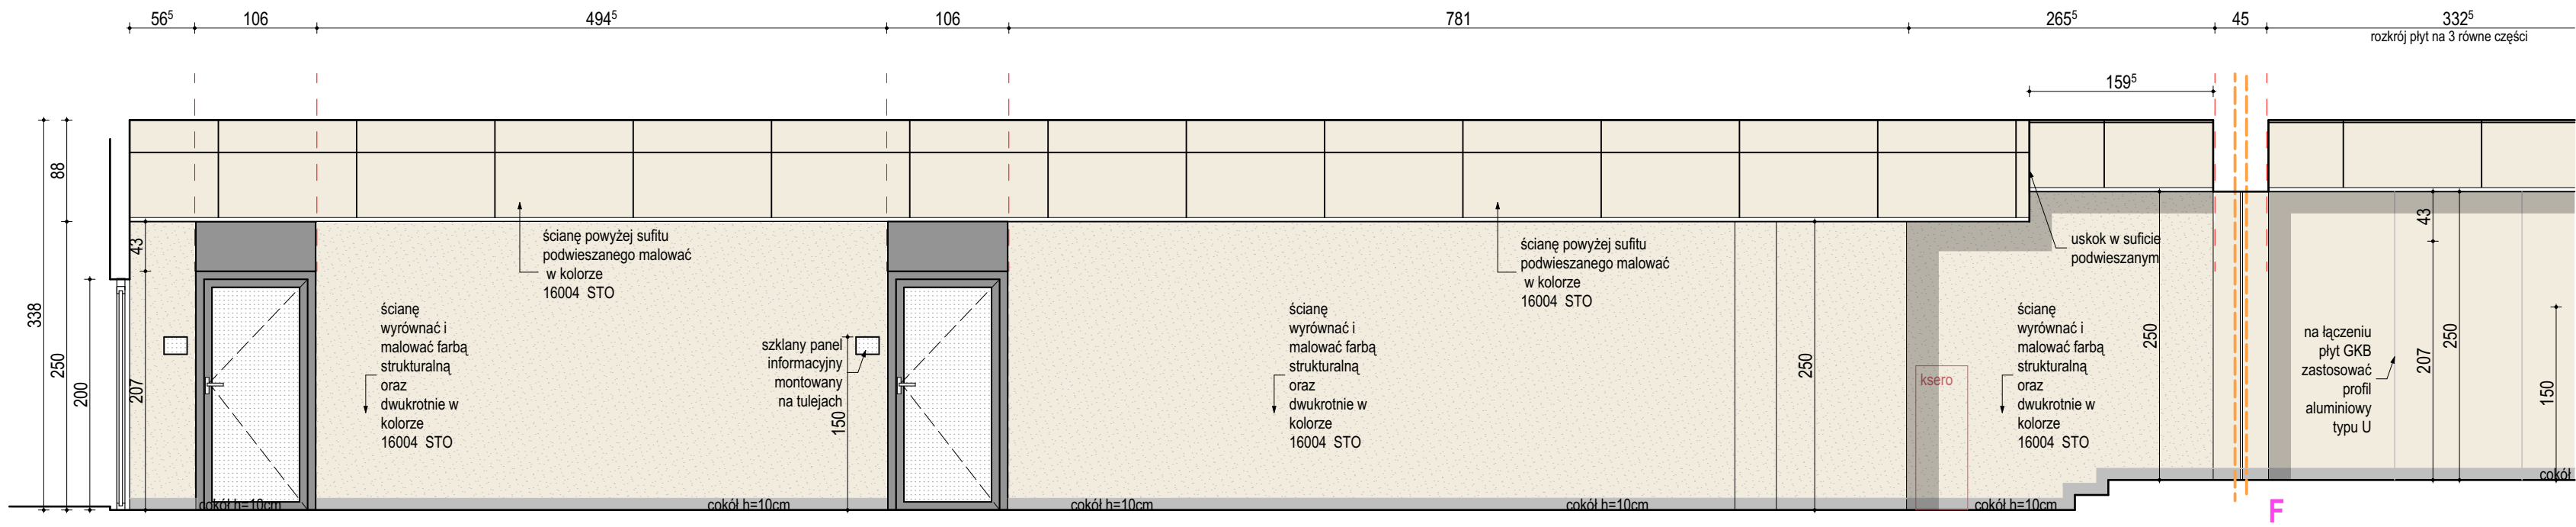 56⁵ 106 494⁵ 106 781 265⁵ 45 332⁵
rozkrój płyt na 3 równe części
159⁵
338
88
250
200
43
207
ścianę powyżej sufitu
podwieszanego malować
w kolorze
16004 STO
ścianę
wyrównać i
malować farbą
strukturalną
oraz
dwukrotnie w
kolorze
16004 STO
szklany panel
informacyjny
montowany
na tulejach
150
ścianę
wyrównać i
malować farbą
strukturalną
oraz
dwukrotnie w
kolorze
16004 STO
ścianę powyżej sufitu
podwieszanego malować
w kolorze
16004 STO
250
ksero
uskok w suficie
podwieszanym
ścianę
wyrównać i
malować farbą
strukturalną
oraz
dwukrotnie w
kolorze
16004 STO
250
na łączeniu
płyt GKB
zastosować
profil
aluminiowy
typu U
43
207
250
150
cokół h=10cm
cokół h=10cm
cokół h=10cm
cokół h=10cm
cokół h=10cm
cokół
F